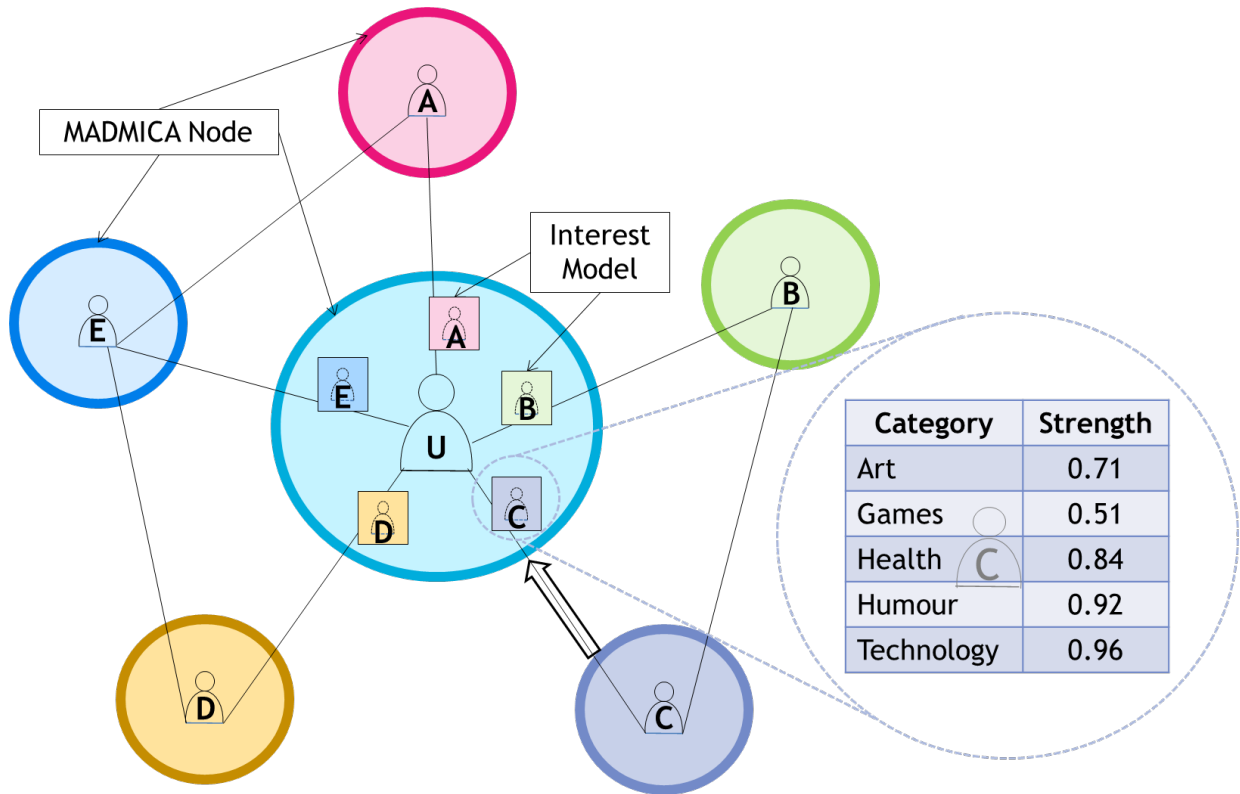 A
MADMICA Node
Interest
Model
B
E
A
E
B
U
C
D
Category Strength
Art 0.71
Games 0.51
Health 0.84
Humour 0.92
Technology 0.96
C
D
C